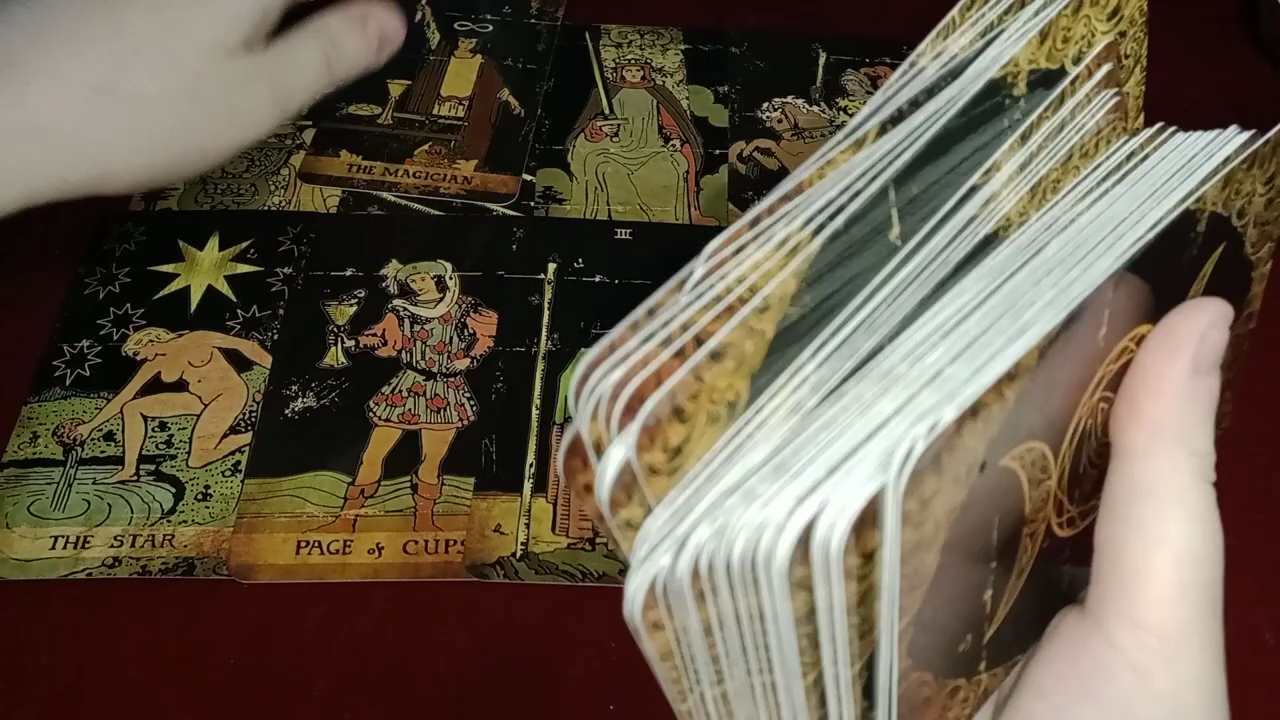 THE MAGICIAN.
III
THE STAR.
PAGE of CUPS